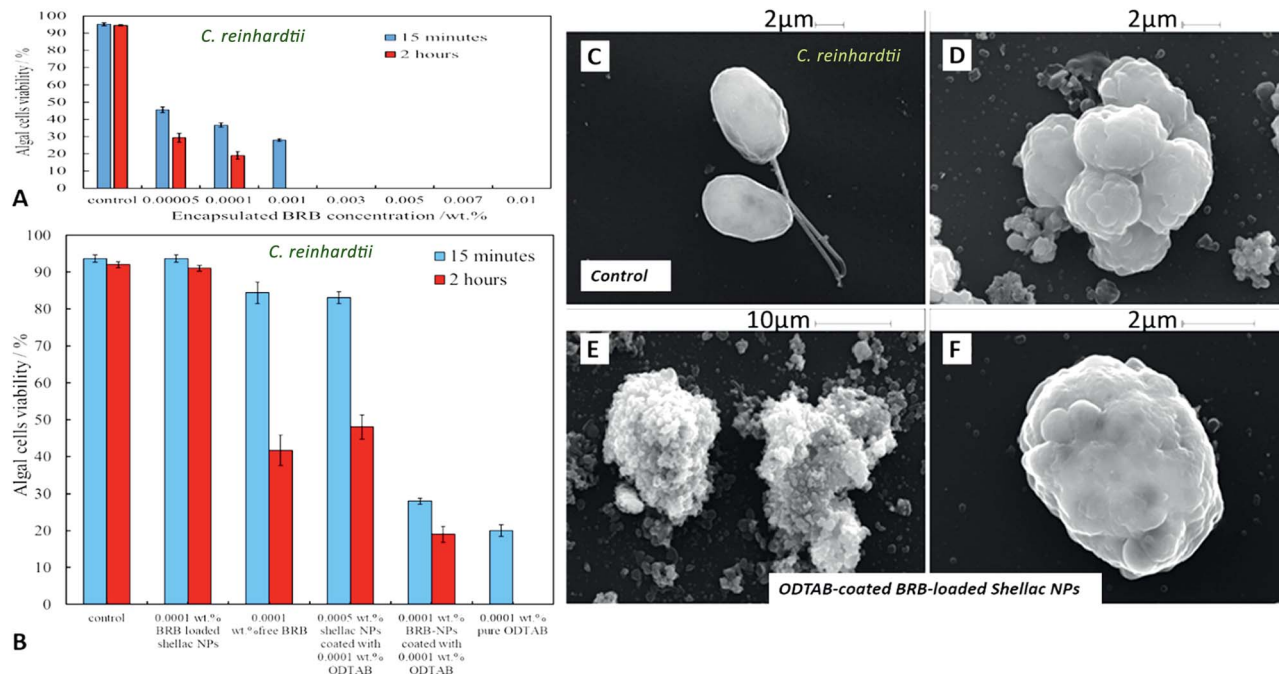 A
C. reinhardtii
15 minutes
2 hours
Algal cells viability / %
100
90
80
70
60
50
40
30
20
10
0
control 0.00005 0.0001 0.001 0.003 0.005 0.007 0.01
Encapsulated BRB concentration /wt.%
B
C. reinhardtii
15 minutes
2 hours
Algal cells viability / %
100
90
80
70
60
50
40
30
20
10
0
control
0.0001 wt.%
BRB loaded
shellac NPs
0.0001
wt.%free BRB
0.0005 wt.%
shellac NPs
coated with
0.0001 wt.%
ODTAB
0.0001 wt.%
BRB-NPs
coated with
0.0001 wt.%
ODTAB
0.0001 wt.%
pure ODTAB
2μm
C
C. reinhardtii
Control
2μm
D
10μm
E
2μm
F
ODTAB-coated BRB-loaded Shellac NPs